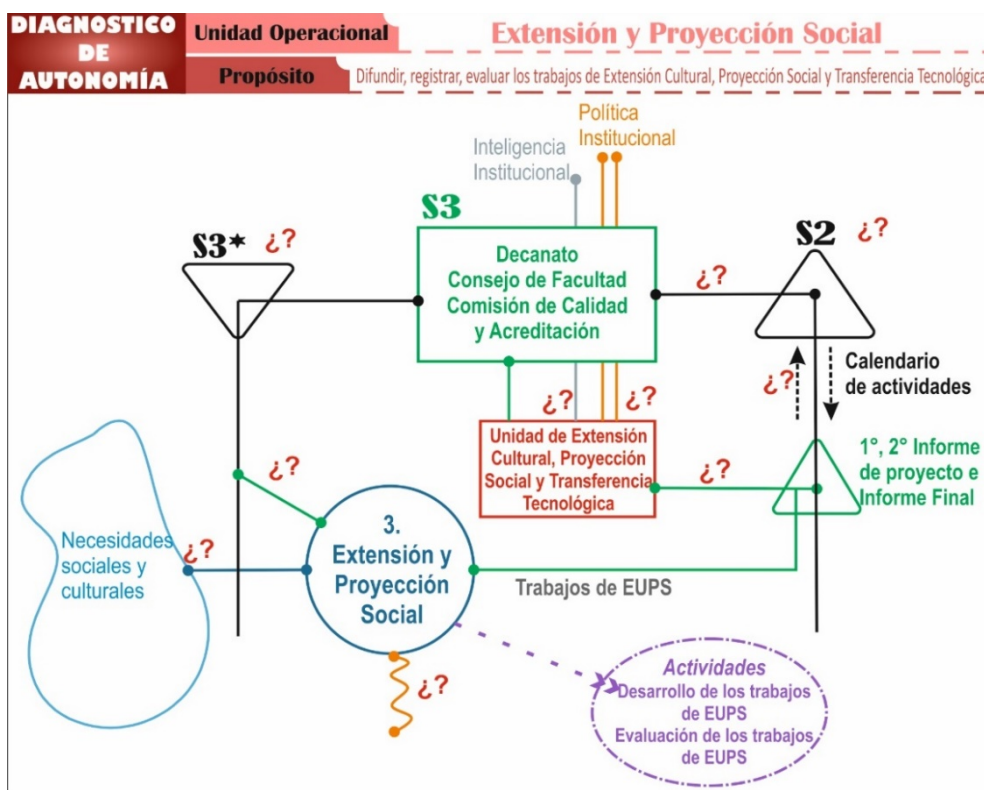 DIAGNOSTICO
DE
AUTONOMÍA
Unidad Operacional
Extensión y Proyección Social
Propósito
Difundir, registrar, evaluar los trabajos de Extensión Cultural, Proyección Social y Transferencia Tecnológica
Política
Institucional
Inteligencia
Institucional
S3
S3* ¿?
S2 ¿?
Decanato
Consejo de Facultad
Comisión de Calidad
y Acreditación
¿?
¿?
Calendario
de actividades
¿?
¿?
Unidad de Extensión
Cultural, Proyección
Social y Transferencia
Tecnológica
¿?
1°, 2° Informe
de proyecto e
Informe Final
¿?
Necesidades
sociales y
culturales
¿?
3.
Extensión y
Proyección
Social
Trabajos de EUPS
¿?
Actividades
Desarrollo de los trabajos
de EUPS
Evaluación de los trabajos
de EUPS